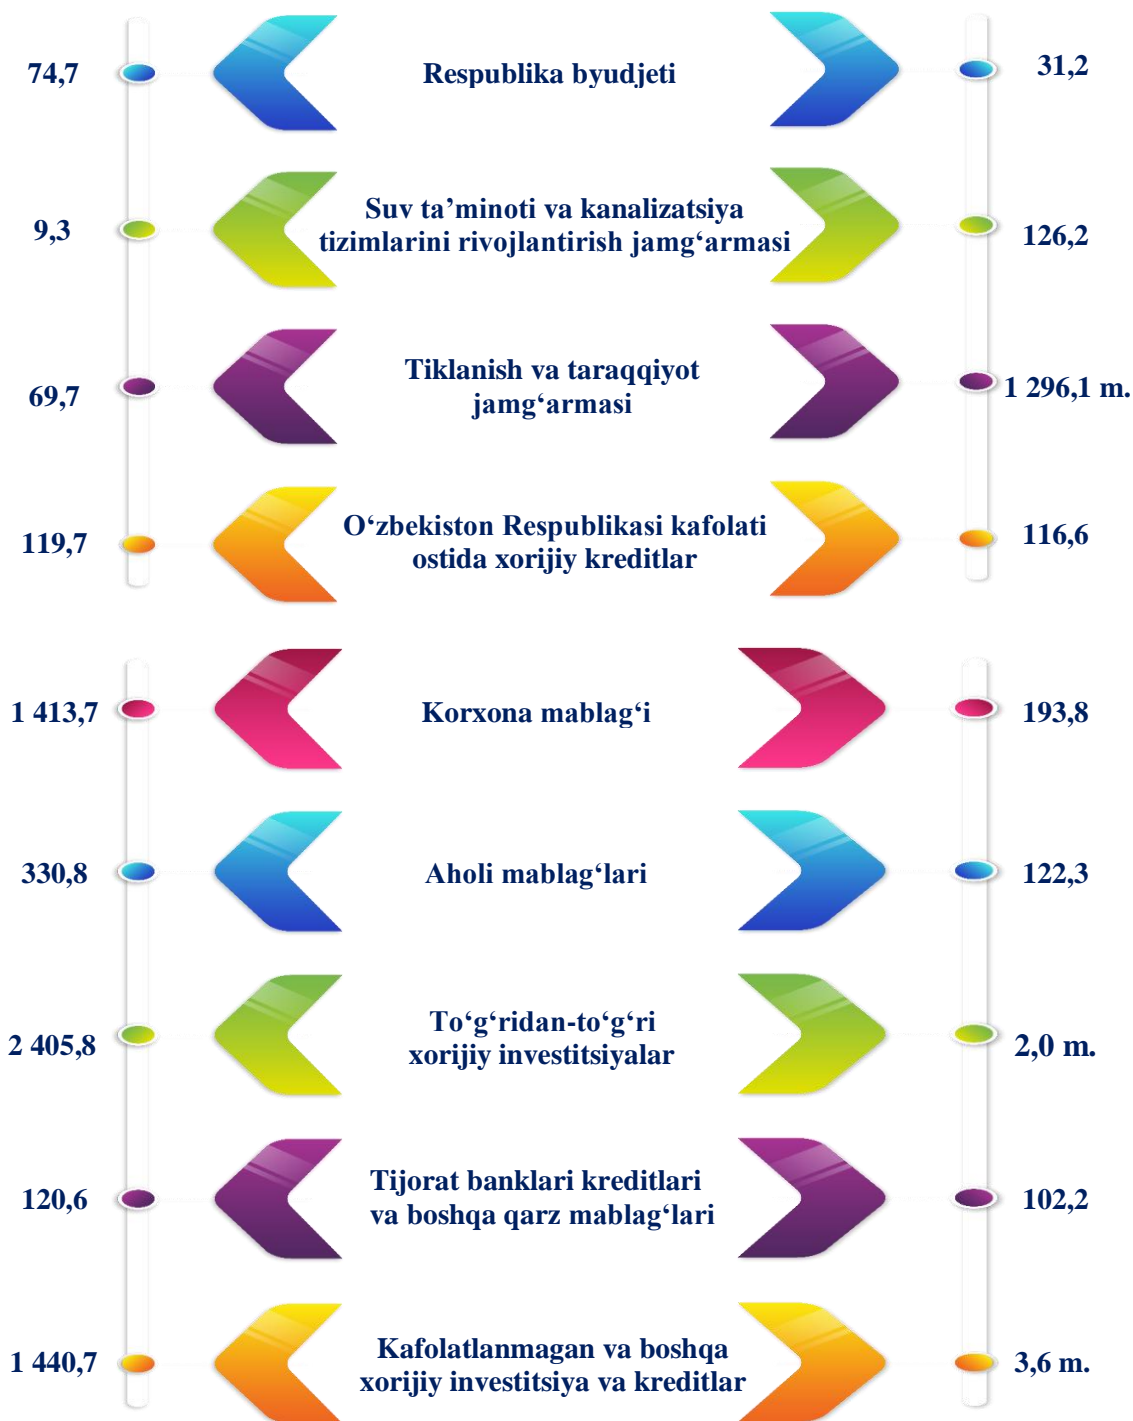 74,7
Respublika byudjeti
31,2
9,3
Suv ta’minoti va kanalizatsiya
tizimlarini rivojlantirish jamg‘armasi
126,2
69,7
Tiklanish va taraqqiyot
jamg‘armasi
1 296,1 m.
119,7
O‘zbekiston Respublikasi kafolati
ostida xorijiy kreditlar
116,6
1 413,7
Korxona mablag‘i
193,8
330,8
Aholi mablag‘lari
122,3
2 405,8
To‘g‘ridan-to‘g‘ri
xorijiy investitsiyalar
2,0 m.
120,6
Tijorat banklari kreditlari
va boshqa qarz mablag‘lari
102,2
1 440,7
Kafolatlanmagan va boshqa
xorijiy investitsiya va kreditlar
3,6 m.